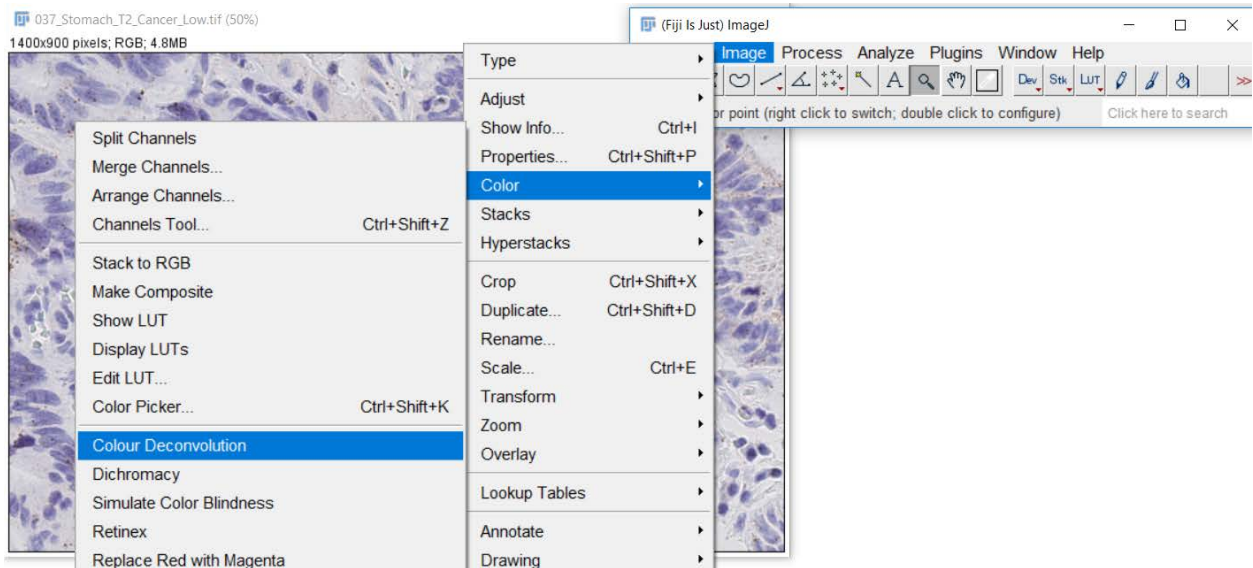 037_Stomach_T2_Cancer_Low.tif (50%)
1400x900 pixels; RGB; 4.8MB
(Fiji Is Just) ImageJ
Image Process Analyze Plugins Window Help
Dev Stk LUT
or point (right click to switch; double click to configure)
Click here to search
Type
Adjust
Show Info... Ctrl+I
Properties... Ctrl+Shift+P
Color
Stacks
Hyperstacks
Crop Ctrl+Shift+X
Duplicate... Ctrl+Shift+D
Rename...
Scale... Ctrl+E
Transform
Zoom
Overlay
Lookup Tables
Annotate
Drawing
Split Channels
Merge Channels...
Arrange Channels...
Channels Tool... Ctrl+Shift+Z
Stack to RGB
Make Composite
Show LUT
Display LUTs
Edit LUT...
Color Picker... Ctrl+Shift+K
Colour Deconvolution
Dichromacy
Simulate Color Blindness
Retinex
Replace Red with Magenta